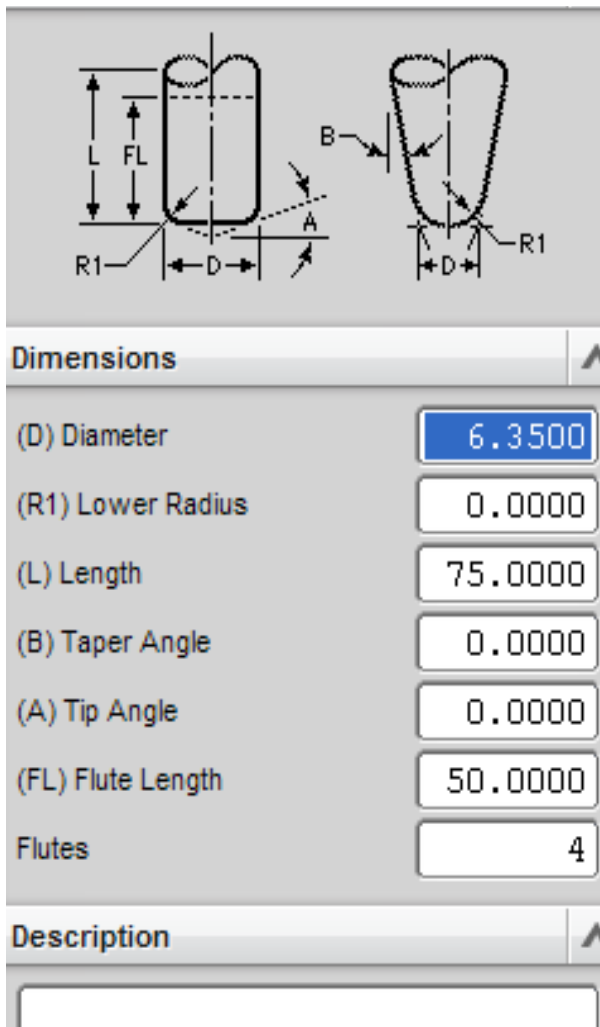 L
FL
B
A
R1
D
D
R1
Dimensions
(D) Diameter 6.3500
(R1) Lower Radius 0.0000
(L) Length 75.0000
(B) Taper Angle 0.0000
(A) Tip Angle 0.0000
(FL) Flute Length 50.0000
Flutes 4
Description